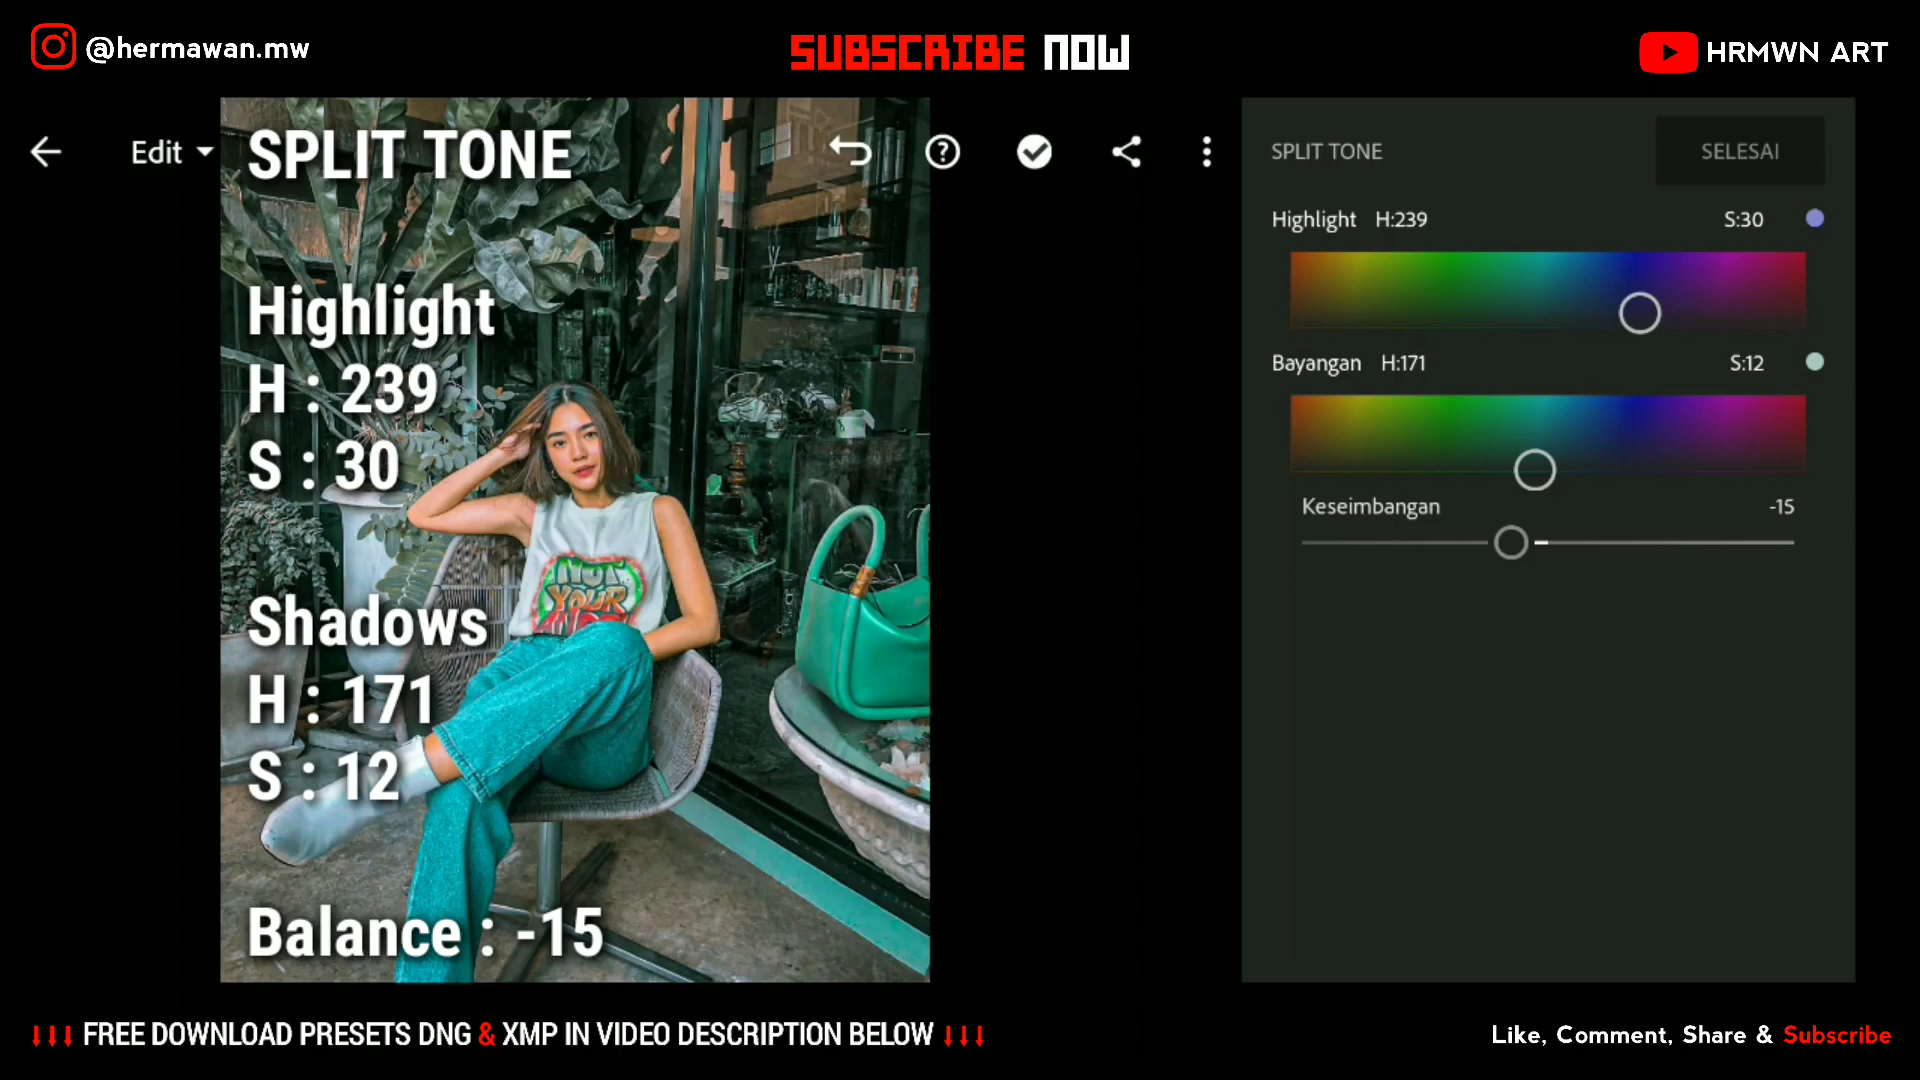 @hermawan.mw
SUBSCRIBE NOW
HRMWN ART
Edit
SPLIT TONE
Highlight
H : 239
S : 30
Shadows
H : 171
S : 12
Balance : -15
NOT
YOUR
SPLIT TONE
SELESAI
Highlight H:239 S:30
Bayangan H:171 S:12
Keseimbangan -15
↓↓↓ FREE DOWNLOAD PRESETS DNG & XMP IN VIDEO DESCRIPTION BELOW ↓↓↓
Like, Comment, Share & Subscribe